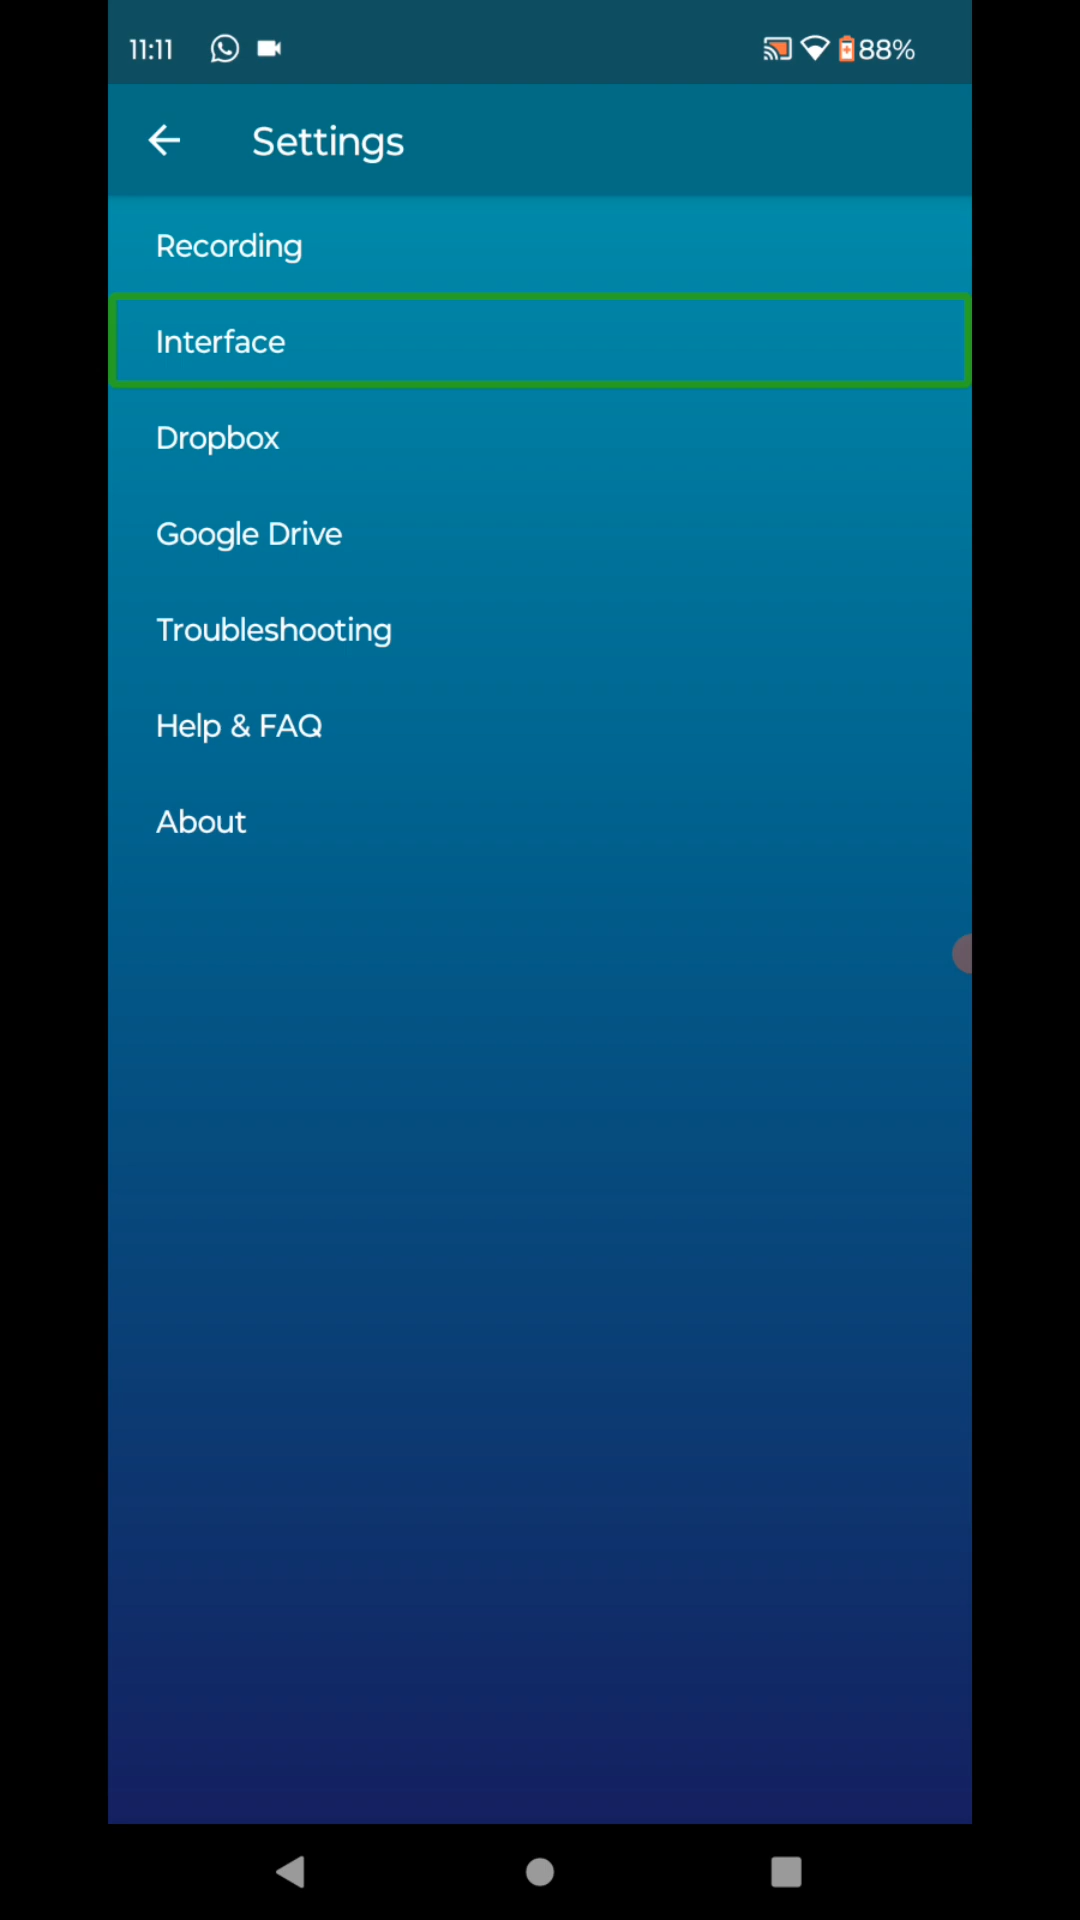 11:11 88%
Settings
Recording
Interface
Dropbox
Google Drive
Troubleshooting
Help & FAQ
About